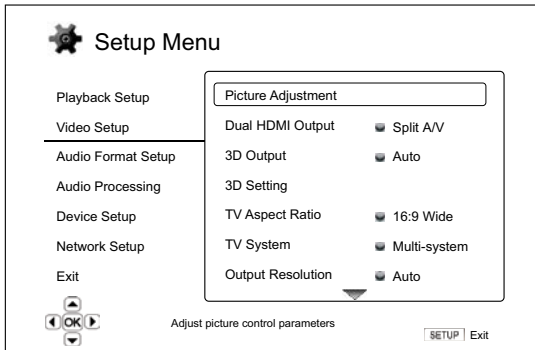 Setup Menu
Playback Setup
Video Setup
Audio Format Setup
Audio Processing
Device Setup
Network Setup
Exit
Picture Adjustment
Dual HDMI Output Split A/V
3D Output Auto
3D Setting
TV Aspect Ratio 16:9 Wide
TV System Multi-system
Output Resolution Auto
OK
Adjust picture control parameters
SETUP Exit